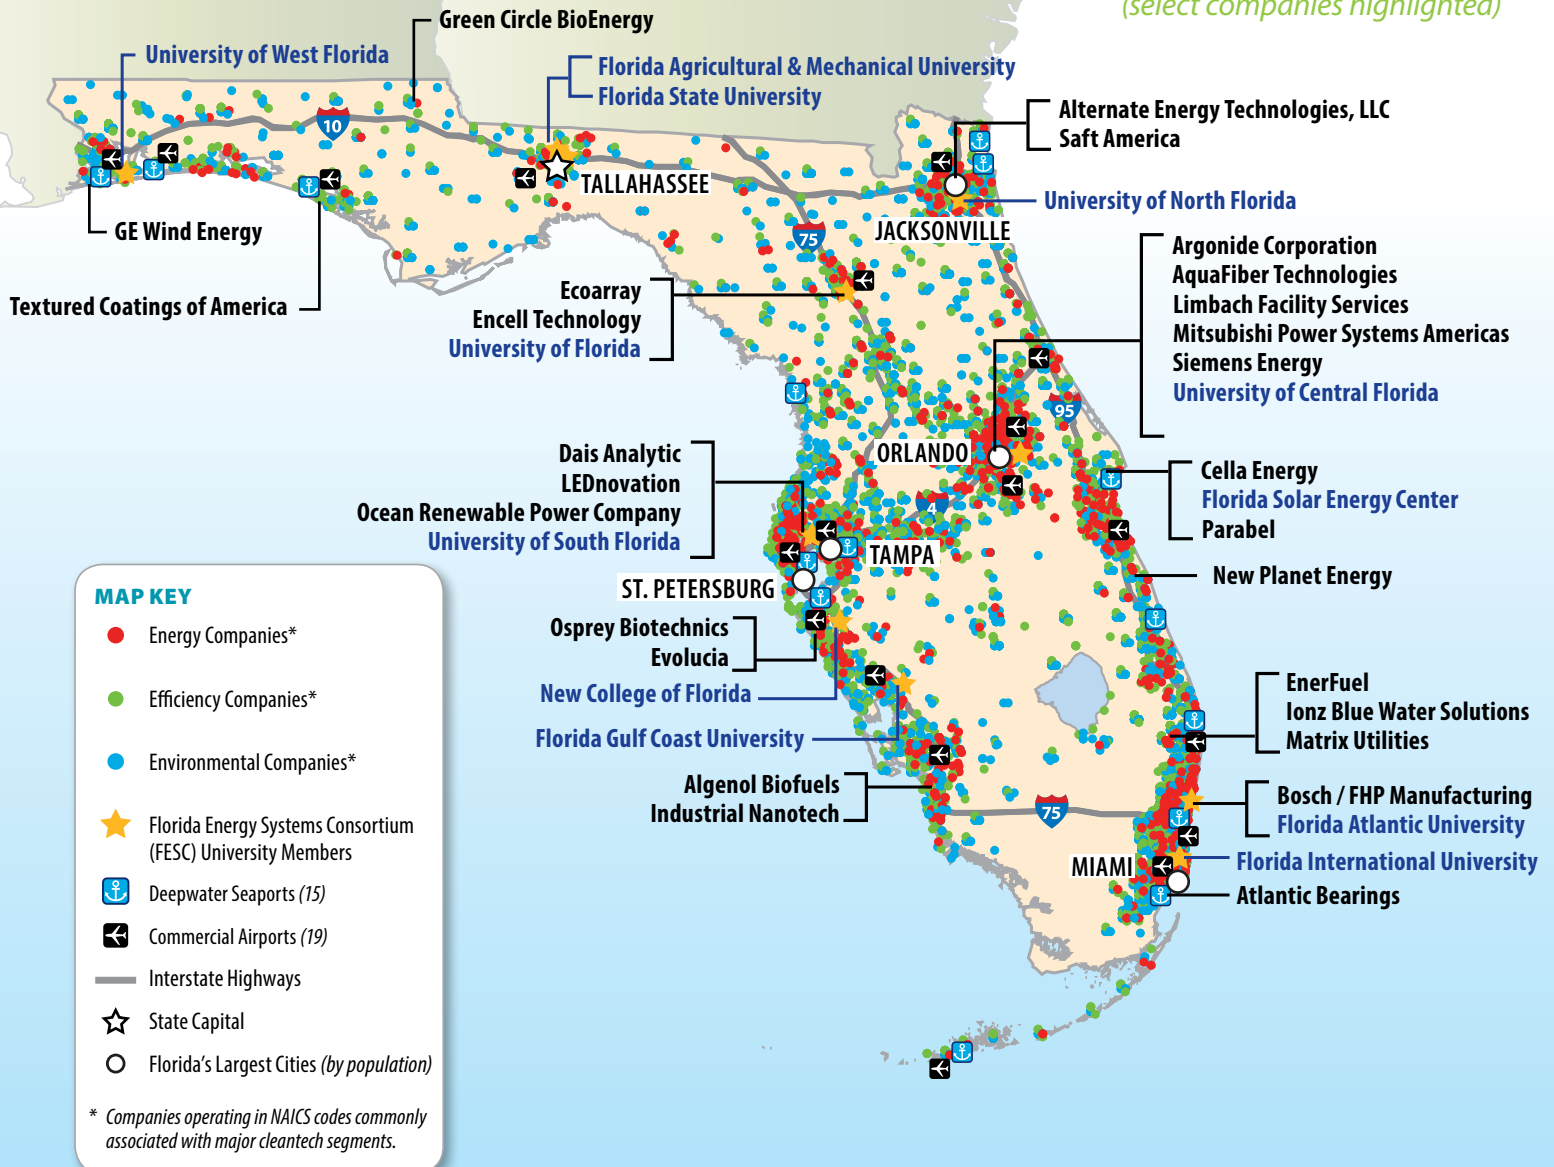 (select companies highlighted)
Green Circle BioEnergy
University of West Florida
Florida Agricultural & Mechanical University
Florida State University
10
Alternate Energy Technologies, LLC
Saft America
TALLAHASSEE
University of North Florida
JACKSONVILLE
GE Wind Energy
75
Textured Coatings of America
Ecoarray
Encell Technology
University of Florida
Argonide Corporation
AquaFiber Technologies
Limbach Facility Services
Mitsubishi Power Systems Americas
Siemens Energy
University of Central Florida
95
ORLANDO
Dais Analytic
LEDnovation
Ocean Renewable Power Company
University of South Florida
4
Cella Energy
Florida Solar Energy Center
Parabel
TAMPA
ST. PETERSBURG
New Planet Energy
Osprey Biotechnics
Evolucia
New College of Florida
Florida Gulf Coast University
EnerFuel
Ionz Blue Water Solutions
Matrix Utilities
Algenol Biofuels
Industrial Nanotech
75
Bosch / FHP Manufacturing
Florida Atlantic University
MIAMI
Florida International University
Atlantic Bearings
MAP KEY
Energy Companies*
Efficiency Companies*
Environmental Companies*
Florida Energy Systems Consortium
(FESC) University Members
Deepwater Seaports (15)
Commercial Airports (19)
Interstate Highways
State Capital
Florida's Largest Cities (by population)
* Companies operating in NAICS codes commonly
associated with major cleantech segments.